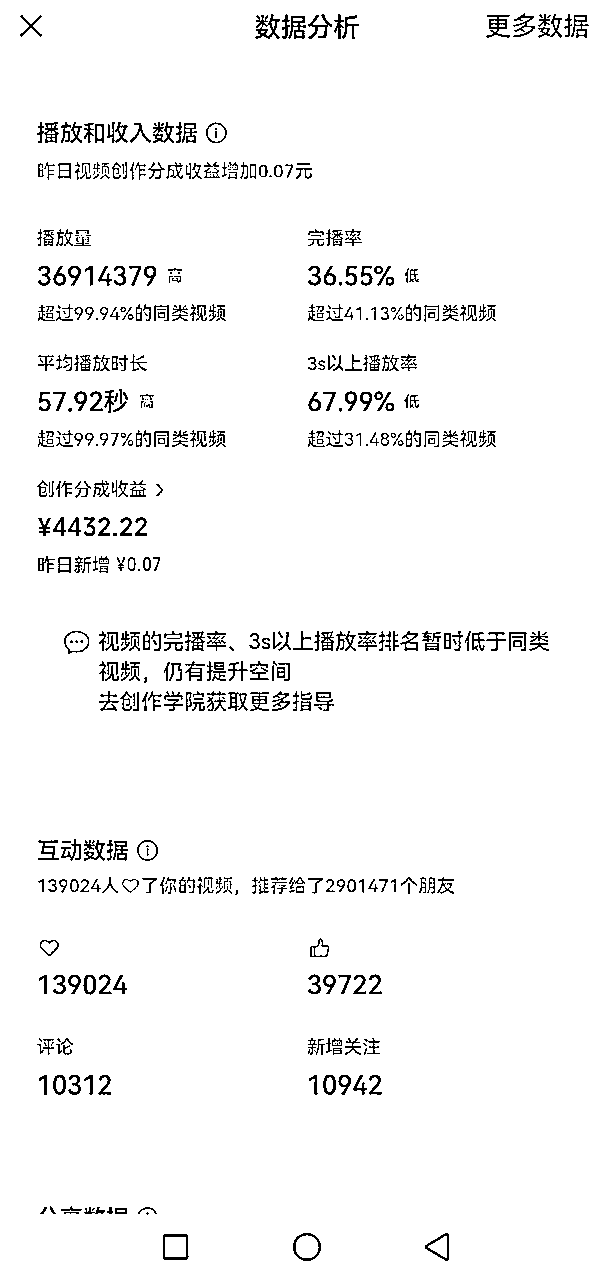 数据分析 更多数据
播放和收入数据
昨日视频创作分成收益增加0.07元
播放量 完播率
36914379 高 36.55% 低
超过99.94%的同类视频 超过41.13%的同类视频
平均播放时长 3s以上播放率
57.92秒 高 67.99% 低
超过99.97%的同类视频 超过31.48%的同类视频
创作分成收益 >
¥4432.22
昨日新增 ¥0.07
视频的完播率、3s以上播放率排名暂时低于同类
视频，仍有提升空间
去创作学院获取更多指导
互动数据
139024人♡了你的视频，推荐给了2901471个朋友
139024 39722
评论 新增关注
10312 10942